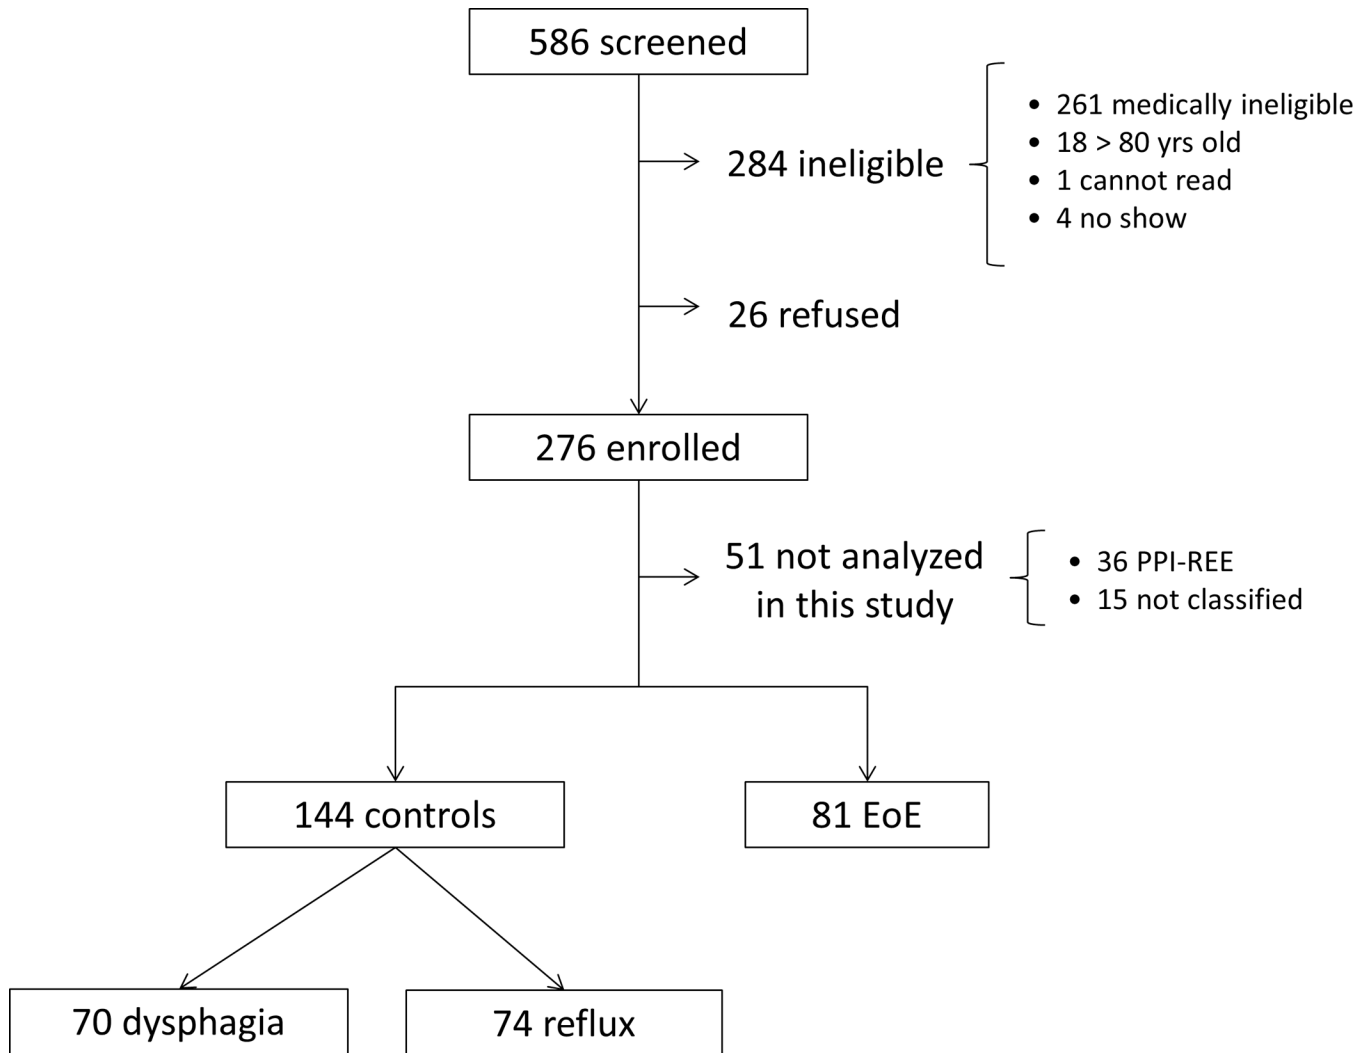 586 screened
284 ineligible
• 261 medically ineligible
• 18 > 80 yrs old
• 1 cannot read
• 4 no show
26 refused
276 enrolled
51 not analyzed
in this study
• 36 PPI-REE
• 15 not classified
144 controls
81 EoE
70 dysphagia
74 reflux